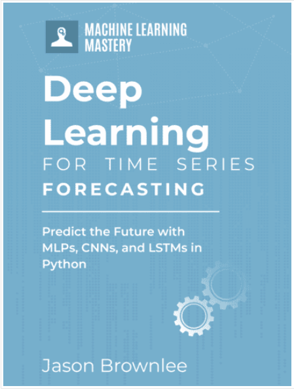 MACHINE LEARNING
MASTERY
Deep
Learning
FOR TIME SERIES
FORECASTING
Predict the Future with
MLPs, CNNs, and LSTMs in
Python
Jason Brownlee